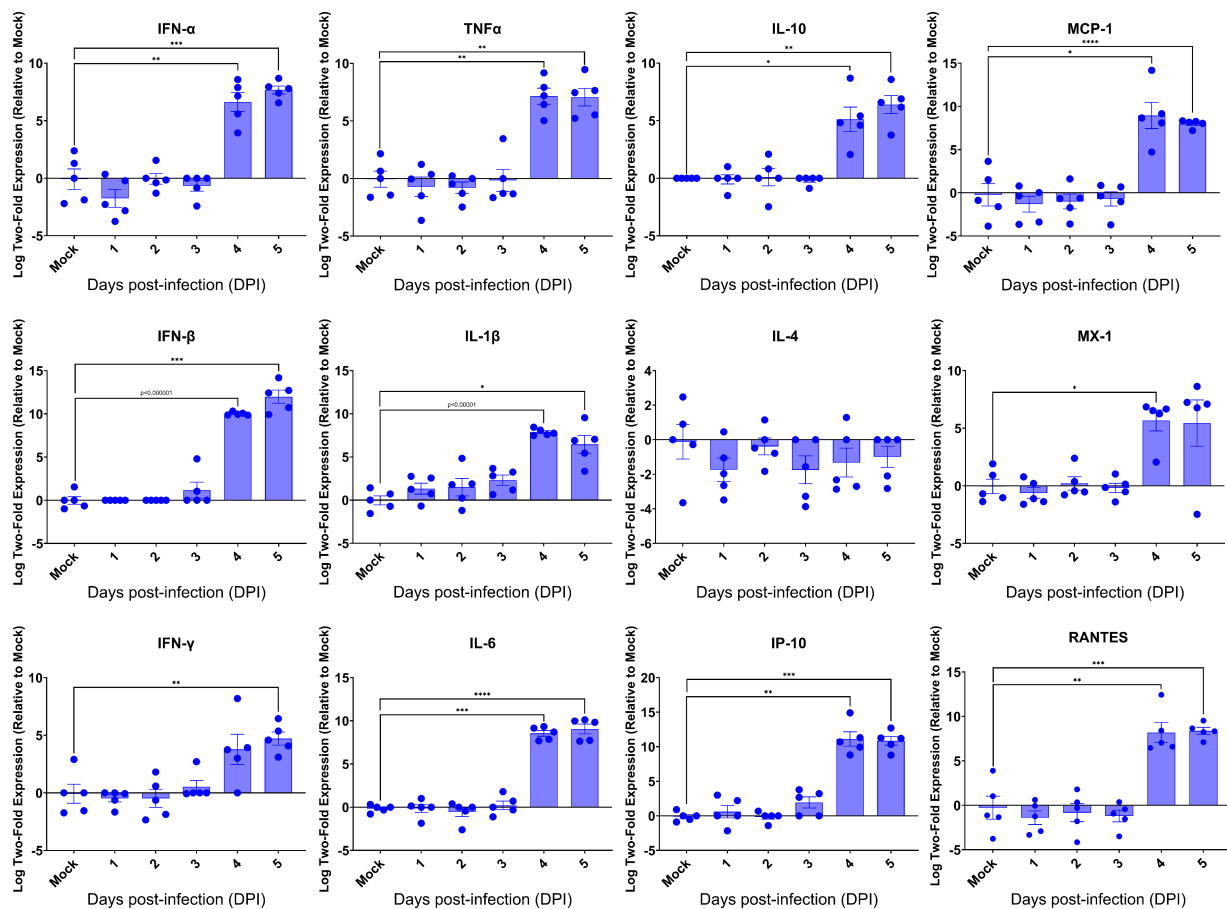 IFN-α
Log Two-Fold Expression (Relative to Mock)
***
**
10
5
0
-5
Mock
1
2
3
4
5
Days post-infection (DPI)
TNFα
Log Two-Fold Expression (Relative to Mock)
**
**
10
5
0
-5
Mock
1
2
3
4
5
Days post-infection (DPI)
IL-10
Log Two-Fold Expression (Relative to Mock)
**
*
10
5
0
-5
Mock
1
2
3
4
5
Days post-infection (DPI)
MCP-1
Log Two-Fold Expression (Relative to Mock)
****
*
15
10
5
0
-5
Mock
1
2
3
4
5
Days post-infection (DPI)
IFN-β
Log Two-Fold Expression (Relative to Mock)
***
p<0.000001
15
10
5
0
-5
Mock
1
2
3
4
5
Days post-infection (DPI)
IL-1β
Log Two-Fold Expression (Relative to Mock)
*
p<0.00001
15
10
5
0
-5
Mock
1
2
3
4
5
Days post-infection (DPI)
IL-4
Log Two-Fold Expression (Relative to Mock)
4
2
0
-2
-4
-6
Mock
1
2
3
4
5
Days post-infection (DPI)
MX-1
Log Two-Fold Expression (Relative to Mock)
*
10
5
0
-5
Mock
1
2
3
4
5
Days post-infection (DPI)
IFN-γ
Log Two-Fold Expression (Relative to Mock)
**
10
5
0
-5
Mock
1
2
3
4
5
Days post-infection (DPI)
IL-6
Log Two-Fold Expression (Relative to Mock)
****
***
15
10
5
0
-5
Mock
1
2
3
4
5
Days post-infection (DPI)
IP-10
Log Two-Fold Expression (Relative to Mock)
***
**
20
15
10
5
0
-5
Mock
1
2
3
4
5
Days post-infection (DPI)
RANTES
Log Two-Fold Expression (Relative to Mock)
***
**
15
10
5
0
-5
Mock
1
2
3
4
5
Days post-infection (DPI)